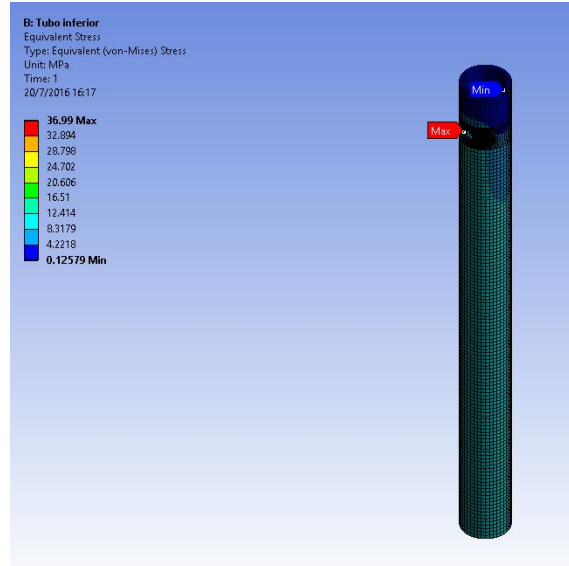 B: Tubo inferior
Equivalent Stress
Type: Equivalent (von-Mises) Stress
Unit: MPa
Time: 1
20/7/2016 16:17
36.99 Max
32.894
28.798
24.702
20.606
16.51
12.414
8.3179
4.2218
0.12579 Min
Min
Max